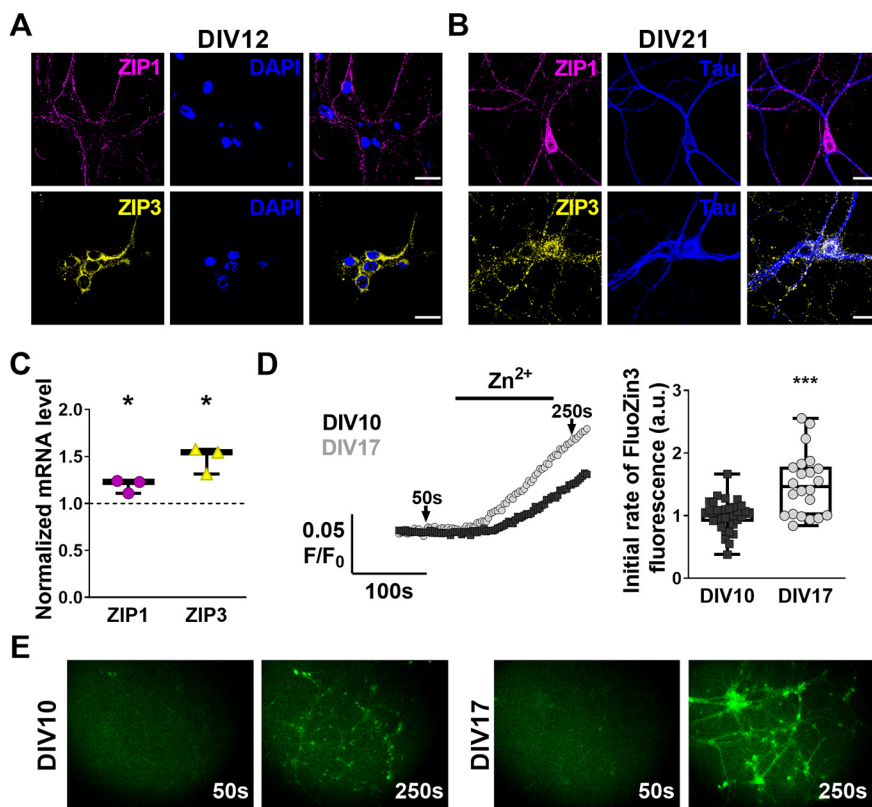 A
DIV12
ZIP1
DAPI
ZIP3
DAPI
B
DIV21
ZIP1
Tau
ZIP3
Tau
C
Normalized mRNA level
2.0
1.5
1.0
0.5
0.0
*
*
ZIP1
ZIP3
D
DIV10
DIV17
Zn²⁺
50s
250s
0.05
F/F₀
100s
Initial rate of FluoZin3
fluorescence (a.u.)
3
2
1
0
***
DIV10
DIV17
E
DIV10
50s
250s
DIV17
50s
250s